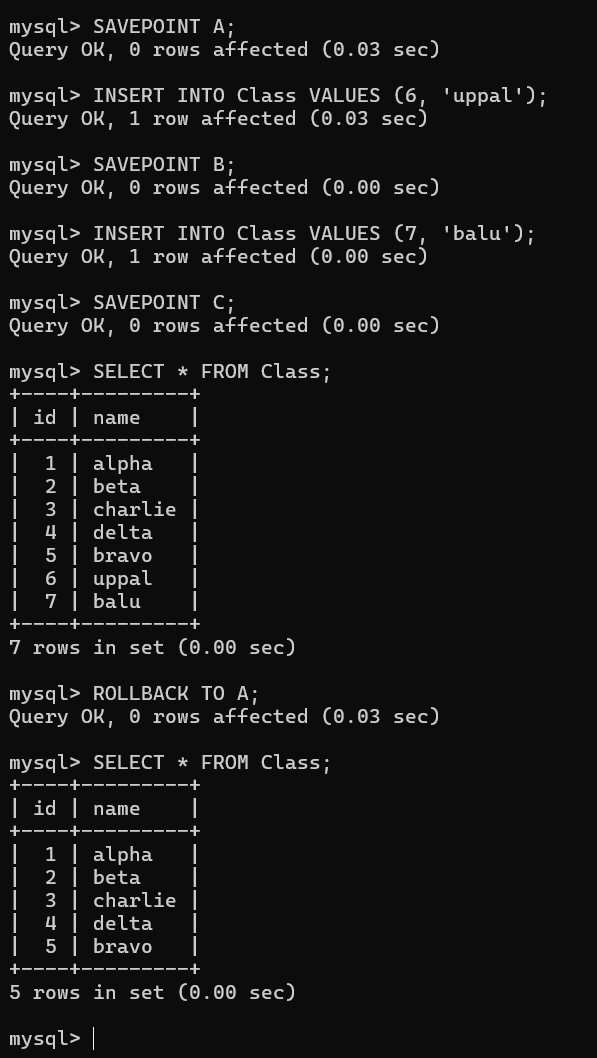 mysql> SAVEPOINT A;
Query OK, 0 rows affected (0.03 sec)
mysql> INSERT INTO Class VALUES (6, 'uppal');
Query OK, 1 row affected (0.03 sec)
mysql> SAVEPOINT B;
Query OK, 0 rows affected (0.00 sec)
mysql> INSERT INTO Class VALUES (7, 'balu');
Query OK, 1 row affected (0.00 sec)
mysql> SAVEPOINT C;
Query OK, 0 rows affected (0.00 sec)
mysql> SELECT * FROM Class;
+----+---------+
| id | name    |
+----+---------+
|  1 | alpha   |
|  2 | beta    |
|  3 | charlie |
|  4 | delta   |
|  5 | bravo   |
|  6 | uppal   |
|  7 | balu    |
+----+---------+
7 rows in set (0.00 sec)
mysql> ROLLBACK TO A;
Query OK, 0 rows affected (0.03 sec)
mysql> SELECT * FROM Class;
+----+---------+
| id | name    |
+----+---------+
|  1 | alpha   |
|  2 | beta    |
|  3 | charlie |
|  4 | delta   |
|  5 | bravo   |
+----+---------+
5 rows in set (0.00 sec)
mysql>